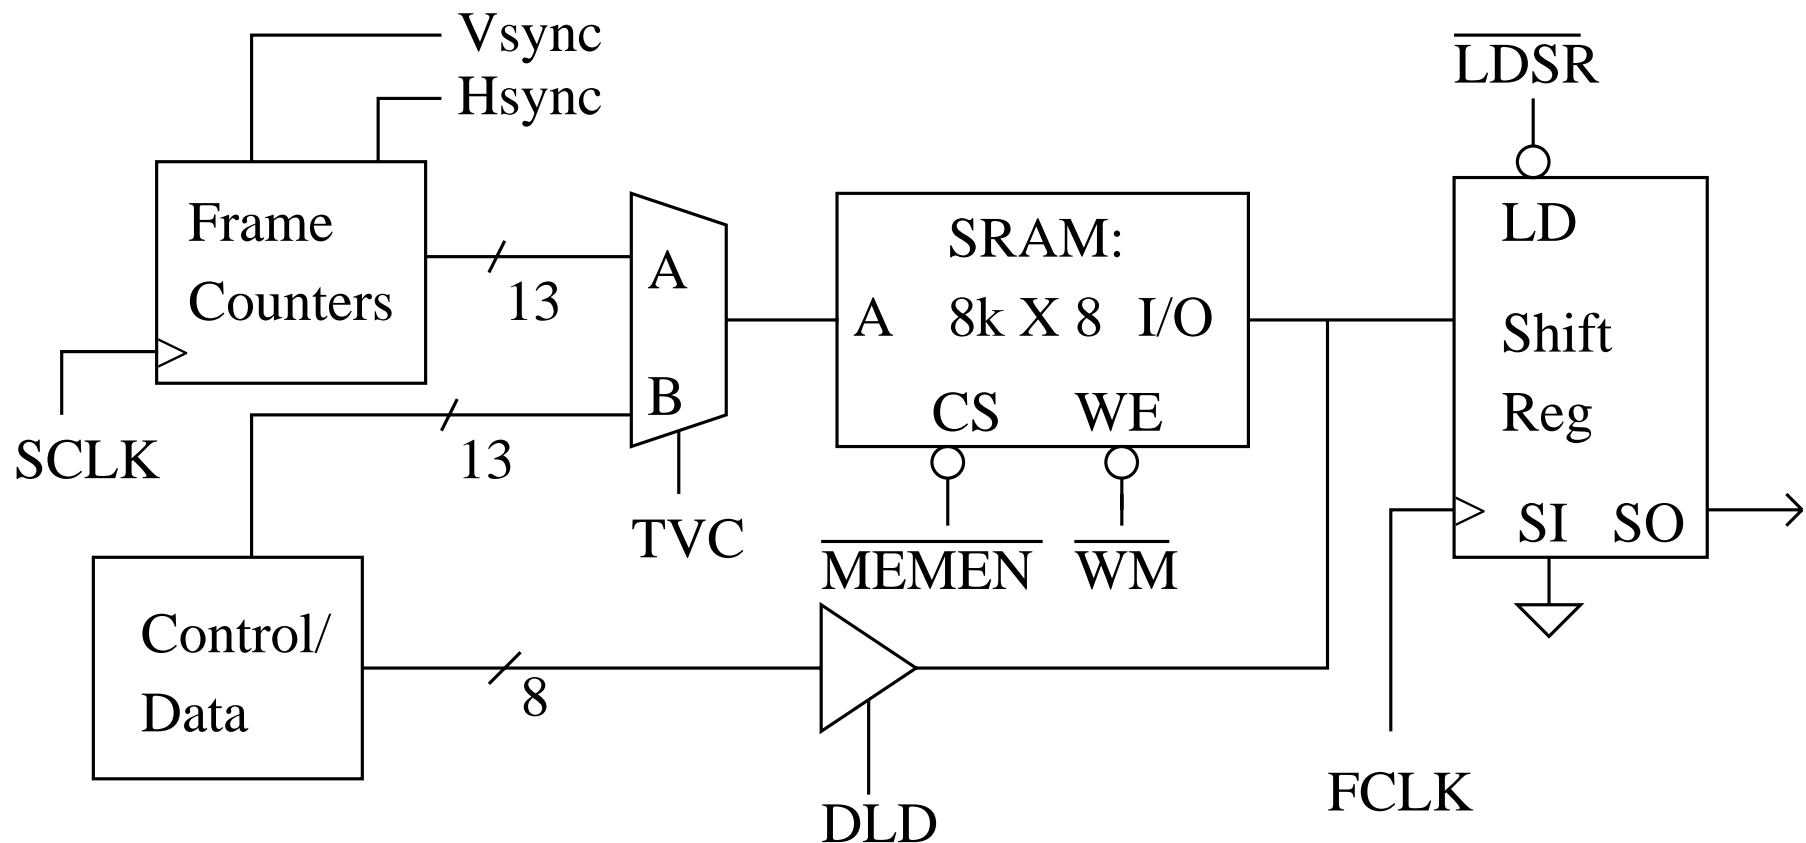 Vsync
Hsync
LDSR
Frame
Counters
13
A
B
SRAM:
A 8k X 8 I/O
CS WE
LD
Shift
Reg
SI SO
SCLK
13
TVC
MEMEN WM
Control/
Data
8
DLD
FCLK